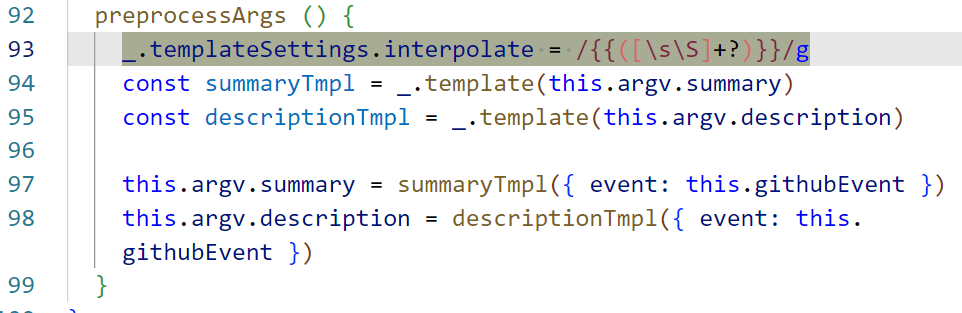 92 preprocessArgs () {
93 _.templateSettings.interpolate = /{{([\s\S]+?)}}/g
94 const summaryTmpl = _.template(this.argv.summary)
95 const descriptionTmpl = _.template(this.argv.description)
96
97 this.argv.summary = summaryTmpl({ event: this.githubEvent })
98 this.argv.description = descriptionTmpl({ event: this.
githubEvent })
99 }